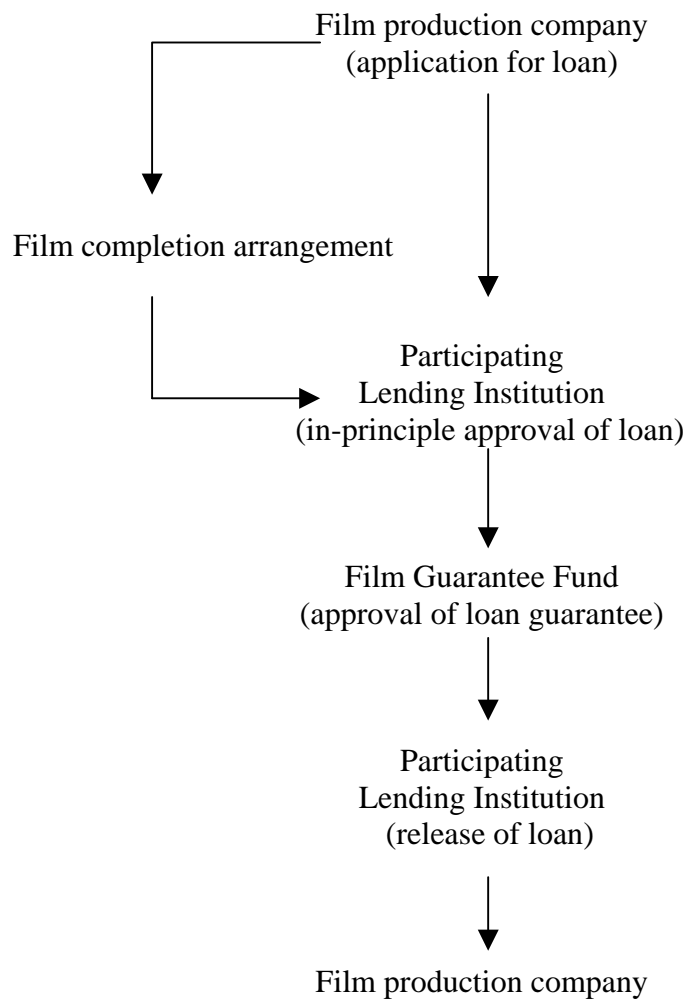 Film production company
(application for loan)
Film completion arrangement
Participating
Lending Institution
(in-principle approval of loan)
Film Guarantee Fund
(approval of loan guarantee)
Participating
Lending Institution
(release of loan)
Film production company